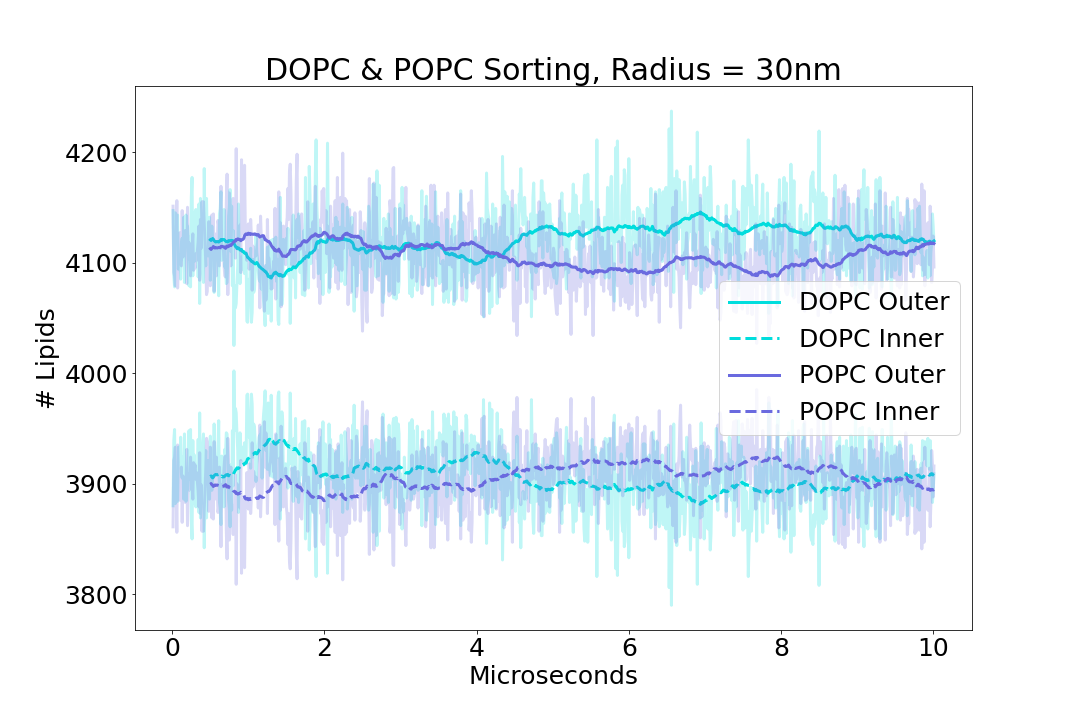 DOPC & POPC Sorting, Radius = 30nm
4200
4100
4000
3900
3800
# Lipids
DOPC Outer
DOPC Inner
POPC Outer
POPC Inner
0 2 4 6 8 10
Microseconds